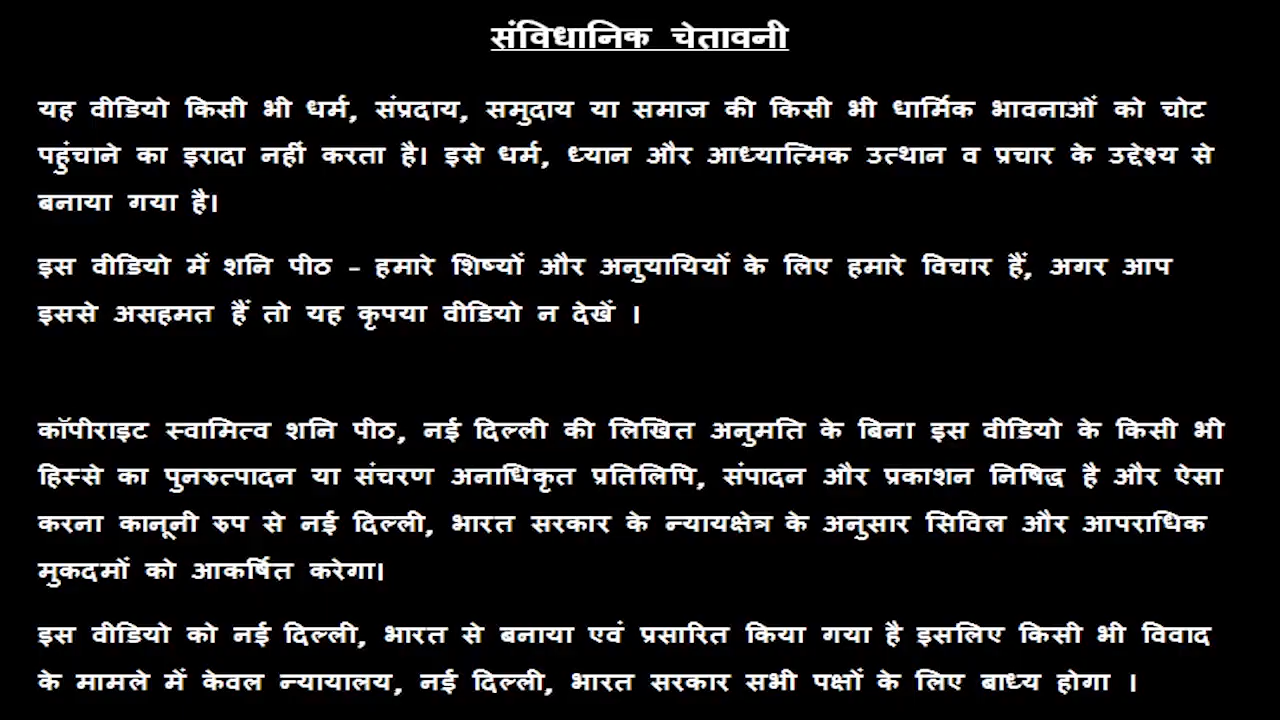 संविधानिक चेतावनी
यह वीडियो किसी भी धर्म, संप्रदाय, समुदाय या समाज की किसी भी धार्मिक भावनाओं को चोट
पहुंचाने का इरादा नहीं करता है। इसे धर्म, ध्यान और आध्यात्मिक उत्थान व प्रचार के उद्देश्य से
बनाया गया है।
इस वीडियो में शनि पीठ – हमारे शिष्यों और अनुयायियों के लिए हमारे विचार हैं, अगर आप
इससे असहमत हैं तो यह कृपया वीडियो न देखें ।
कॉपीराइट स्वामित्व शनि पीठ, नई दिल्ली की लिखित अनुमति के बिना इस वीडियो के किसी भी
हिस्से का पुनरुत्पादन या संचरण अनाधिकृत प्रतिलिपि, संपादन और प्रकाशन निषिद्ध है और ऐसा
करना कानूनी रुप से नई दिल्ली, भारत सरकार के न्यायक्षेत्र के अनुसार सिविल और आपराधिक
मुकदमों को आकर्षित करेगा।
इस वीडियो को नई दिल्ली, भारत से बनाया एवं प्रसारित किया गया है इसलिए किसी भी विवाद
के मामले में केवल न्यायालय, नई दिल्ली, भारत सरकार सभी पक्षों के लिए बाध्य होगा ।